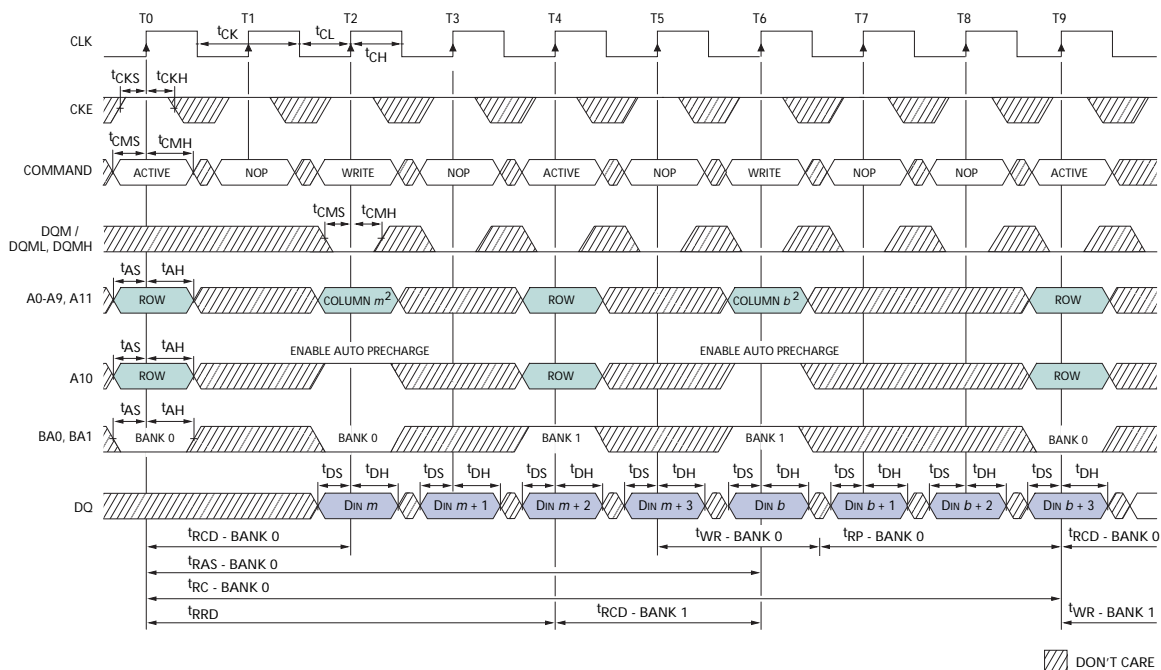 T0 T1 T2 T3 T4 T5 T6 T7 T8 T9
CLK
tCK tCL
tCH
tCKS tCKH
CKE
tCMS tCMH
COMMAND ACTIVE NOP WRITE NOP ACTIVE NOP WRITE NOP NOP ACTIVE
tCMS tCMH
DQM /
DQML, DQMH
tAS tAH
A0-A9, A11 ROW COLUMN m2 ROW COLUMN b2 ROW
tAS tAH ENABLE AUTO PRECHARGE ENABLE AUTO PRECHARGE
A10 ROW ROW ROW
tAS tAH
BA0, BA1 BANK 0 BANK 0 BANK 1 BANK 1 BANK 0
tDS tDH tDS tDH tDS tDH tDS tDH tDS tDH tDS tDH tDS tDH tDS tDH
DQ DIN m DIN m + 1 DIN m + 2 DIN m + 3 DIN b DIN b + 1 DIN b + 2 DIN b + 3
tRCD - BANK 0 tWR - BANK 0 tRP - BANK 0 tRCD - BANK 0
tRAS - BANK 0
tRC - BANK 0
tRRD tRCD - BANK 1 tWR - BANK 1
DON'T CARE